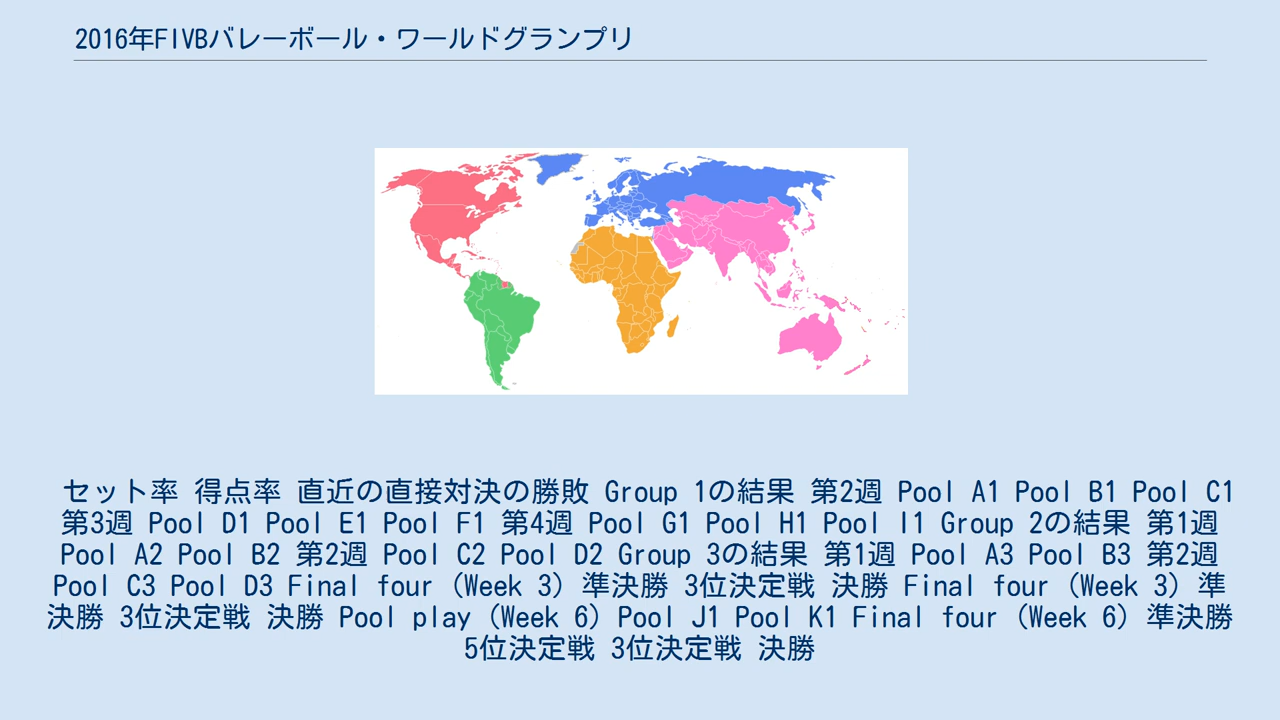 2016年FIVBバレーボール・ワールドグランプリ
セット率 得点率 直近の直接対決の勝敗 Group 1の結果 第2週 Pool A1 Pool B1 Pool C1
第3週 Pool D1 Pool E1 Pool F1 第4週 Pool G1 Pool H1 Pool I1 Group 2の結果 第1週
Pool A2 Pool B2 第2週 Pool C2 Pool D2 Group 3の結果 第1週 Pool A3 Pool B3 第2週
Pool C3 Pool D3 Final four (Week 3) 準決勝 3位決定戦 決勝 Final four (Week 3) 準
決勝 3位決定戦 決勝 Pool play (Week 6) Pool J1 Pool K1 Final four (Week 6) 準決勝
5位決定戦 3位決定戦 決勝